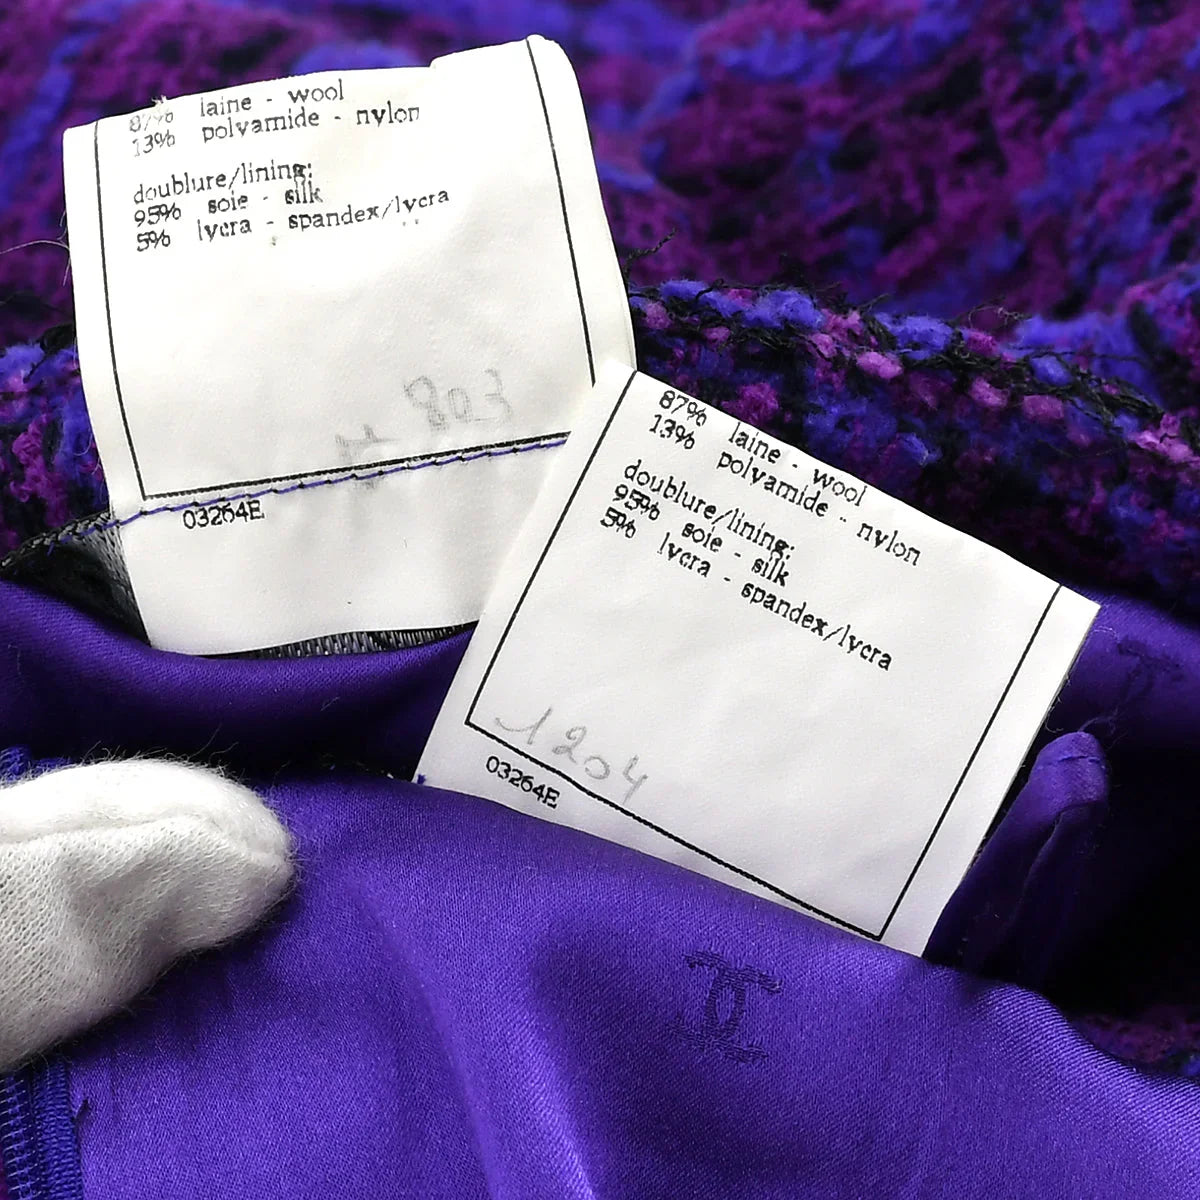 87% laine - wool
13% polyamide - nylon
doublure/lining:
95% soie - silk
5% lycra - spandex/lycra
803
03264E
87% laine - wool
13% polyamide - nylon
doublure/lining:
95% soie - silk
5% lycra - spandex/lycra
1204
03264E